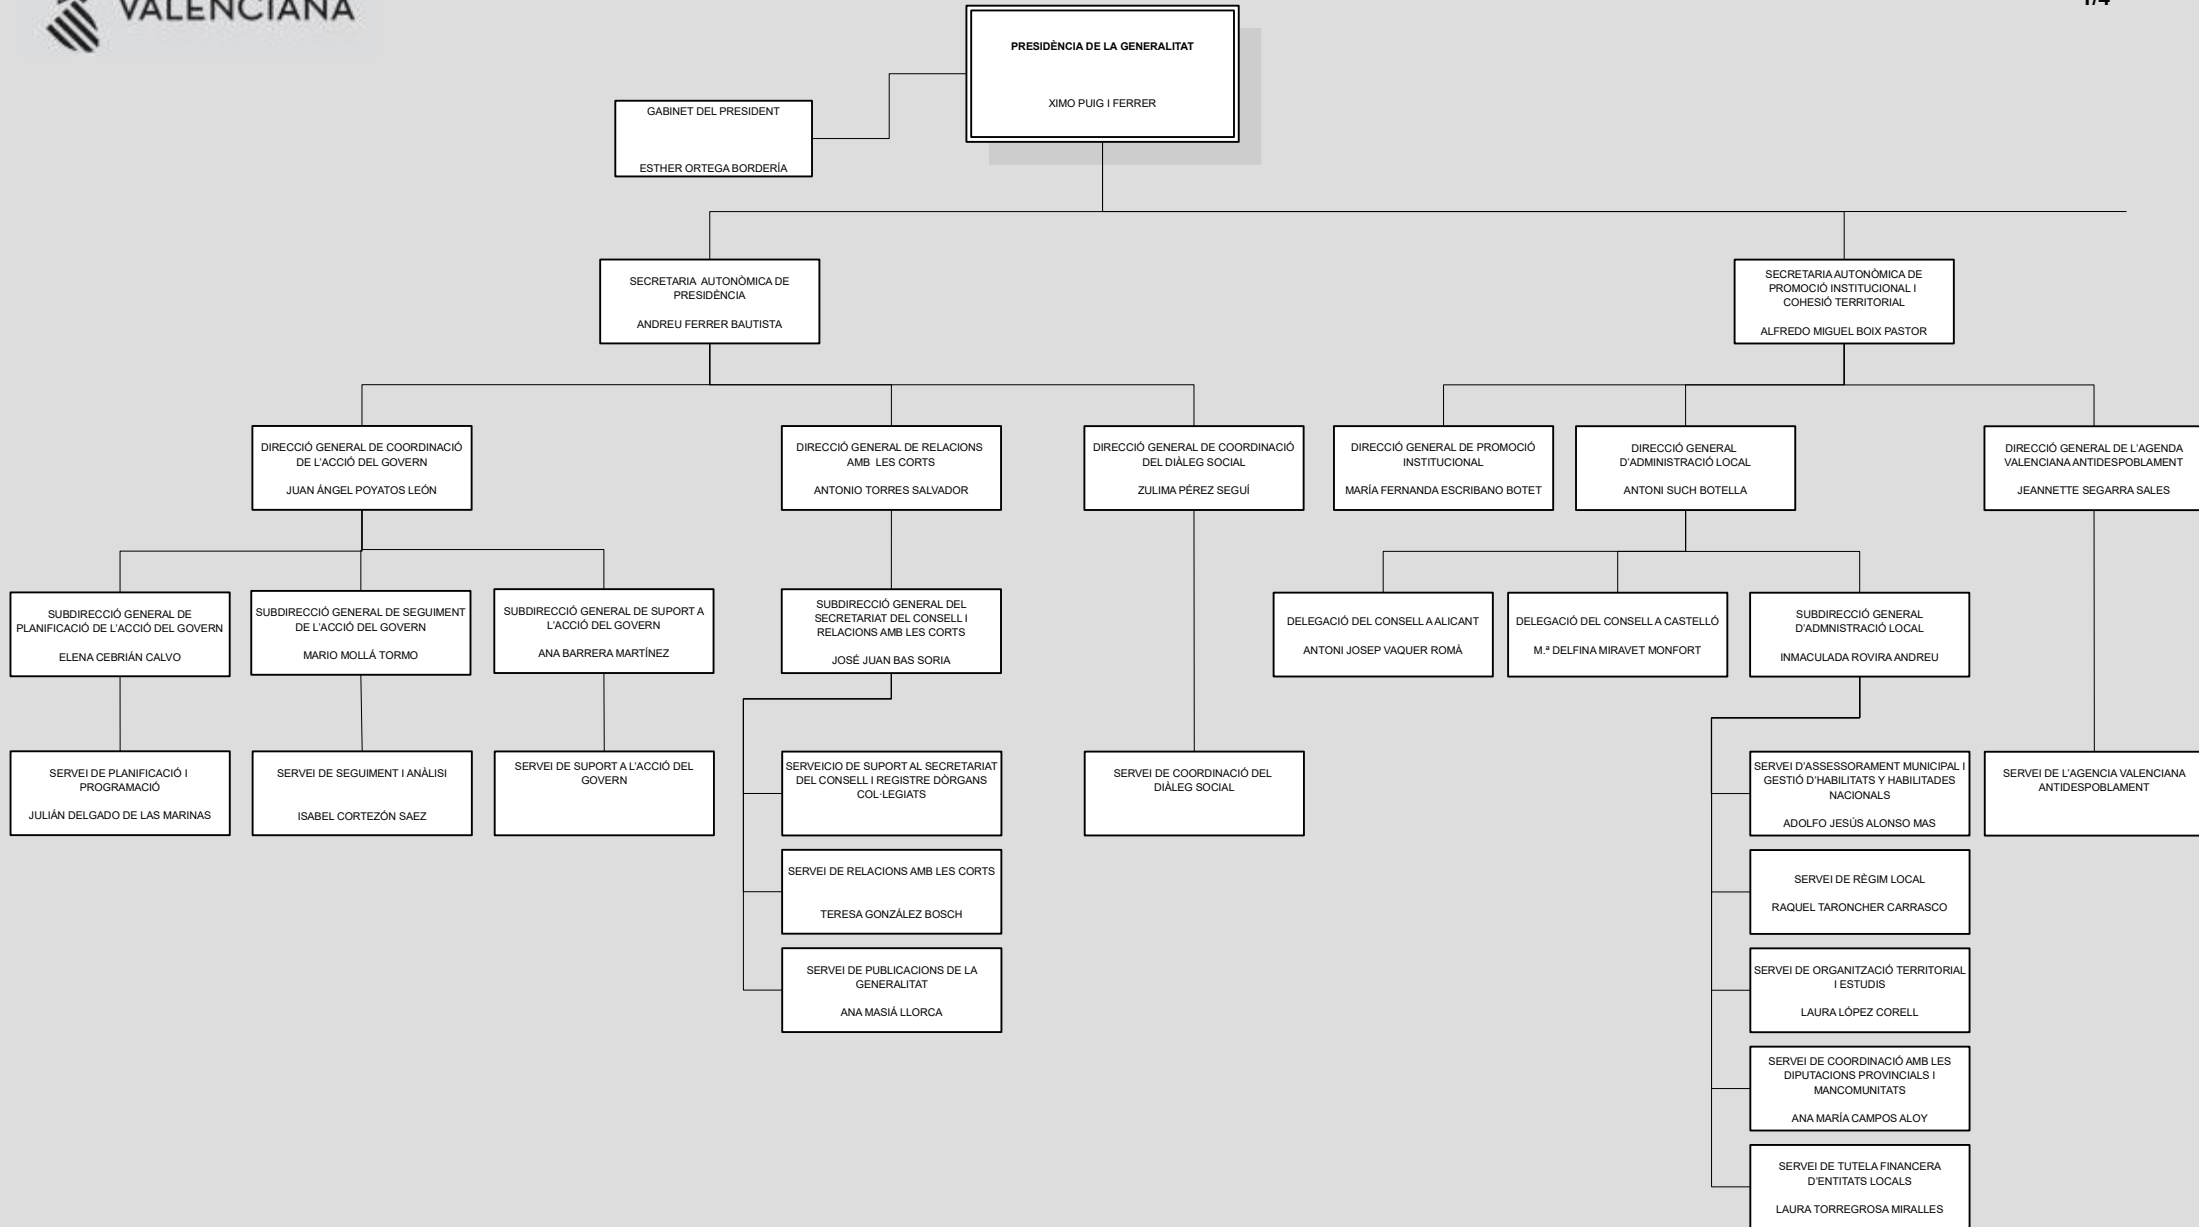 VALENCIANA
1/4
PRESIDÈNCIA DE LA GENERALITAT
XIMO PUIG I FERRER
GABINET DEL PRESIDENT
ESTHER ORTEGA BORDERÍA
SECRETARIA AUTONÒMICA DE
PRESIDÈNCIA
ANDREU FERRER BAUTISTA
SECRETARIA AUTONÒMICA DE
PROMOCIÓ INSTITUCIONAL I
COHESIÓ TERRITORIAL
ALFREDO MIGUEL BOIX PASTOR
DIRECCIÓ GENERAL DE COORDINACIÓ
DE L'ACCIÓ DEL GOVERN
JUAN ÁNGEL POYATOS LEÓN
DIRECCIÓ GENERAL DE RELACIONS
AMB LES CORTS
ANTONIO TORRES SALVADOR
DIRECCIÓ GENERAL DE COORDINACIÓ
DEL DIÀLEG SOCIAL
ZULIMA PÉREZ SEGUÍ
DIRECCIÓ GENERAL DE PROMOCIÓ
INSTITUCIONAL
MARÍA FERNANDA ESCRIBANO BOTET
DIRECCIÓ GENERAL
D'ADMINISTRACIÓ LOCAL
ANTONI SUCH BOTELLA
DIRECCIÓ GENERAL DE L'AGENDA
VALENCIANA ANTIDESPOBLAMENT
JEANNETTE SEGARRA SALES
SUBDIRECCIÓ GENERAL DE
PLANIFICACIÓ DE L'ACCIÓ DEL GOVERN
ELENA CEBRIÁN CALVO
SUBDIRECCIÓ GENERAL DE SEGUIMENT
DE L'ACCIÓ DEL GOVERN
MARIO MOLLÁ TORMO
SUBDIRECCIÓ GENERAL DE SUPORT A
L'ACCIÓ DEL GOVERN
ANA BARRERA MARTÍNEZ
SUBDIRECCIÓ GENERAL DEL
SECRETARIAT DEL CONSELL I
RELACIONS AMB LES CORTS
JOSÉ JUAN BAS SORIA
DELEGACIÓ DEL CONSELL A ALICANT
ANTONI JOSEP VAQUER ROMÀ
DELEGACIÓ DEL CONSELL A CASTELLÓ
M.ª DELFINA MIRAVET MONFORT
SUBDIRECCIÓ GENERAL
D'ADMNISTRACIÓ LOCAL
INMACULADA ROVIRA ANDREU
SERVEI DE PLANIFICACIÓ I
PROGRAMACIÓ
JULIÁN DELGADO DE LAS MARINAS
SERVEI DE SEGUIMENT I ANÀLISI
ISABEL CORTEZÓN SAEZ
SERVEI DE SUPORT A L'ACCIÓ DEL
GOVERN
SERVEICIO DE SUPORT AL SECRETARIAT
DEL CONSELL I REGISTRE DÒRGANS
COL·LEGIATS
SERVEI DE COORDINACIÓ DEL
DIÀLEG SOCIAL
SERVEI D'ASSESSORAMENT MUNICIPAL I
GESTIÓ D'HABILITATS Y HABILITADES
NACIONALS
ADOLFO JESÚS ALONSO MAS
SERVEI DE L'AGENCIA VALENCIANA
ANTIDESPOBLAMENT
SERVEI DE RELACIONS AMB LES CORTS
TERESA GONZÁLEZ BOSCH
SERVEI DE RÈGIM LOCAL
RAQUEL TARONCHER CARRASCO
SERVEI DE PUBLICACIONS DE LA
GENERALITAT
ANA MASIÁ LLORCA
SERVEI DE ORGANITZACIÓ TERRITORIAL
I ESTUDIS
LAURA LÓPEZ CORELL
SERVEI DE COORDINACIÓ AMB LES
DIPUTACIONS PROVINCIALS I
MANCOMUNITATS
ANA MARÍA CAMPOS ALOY
SERVEI DE TUTELA FINANCERA
D'ENTITATS LOCALS
LAURA TORREGROSA MIRALLES